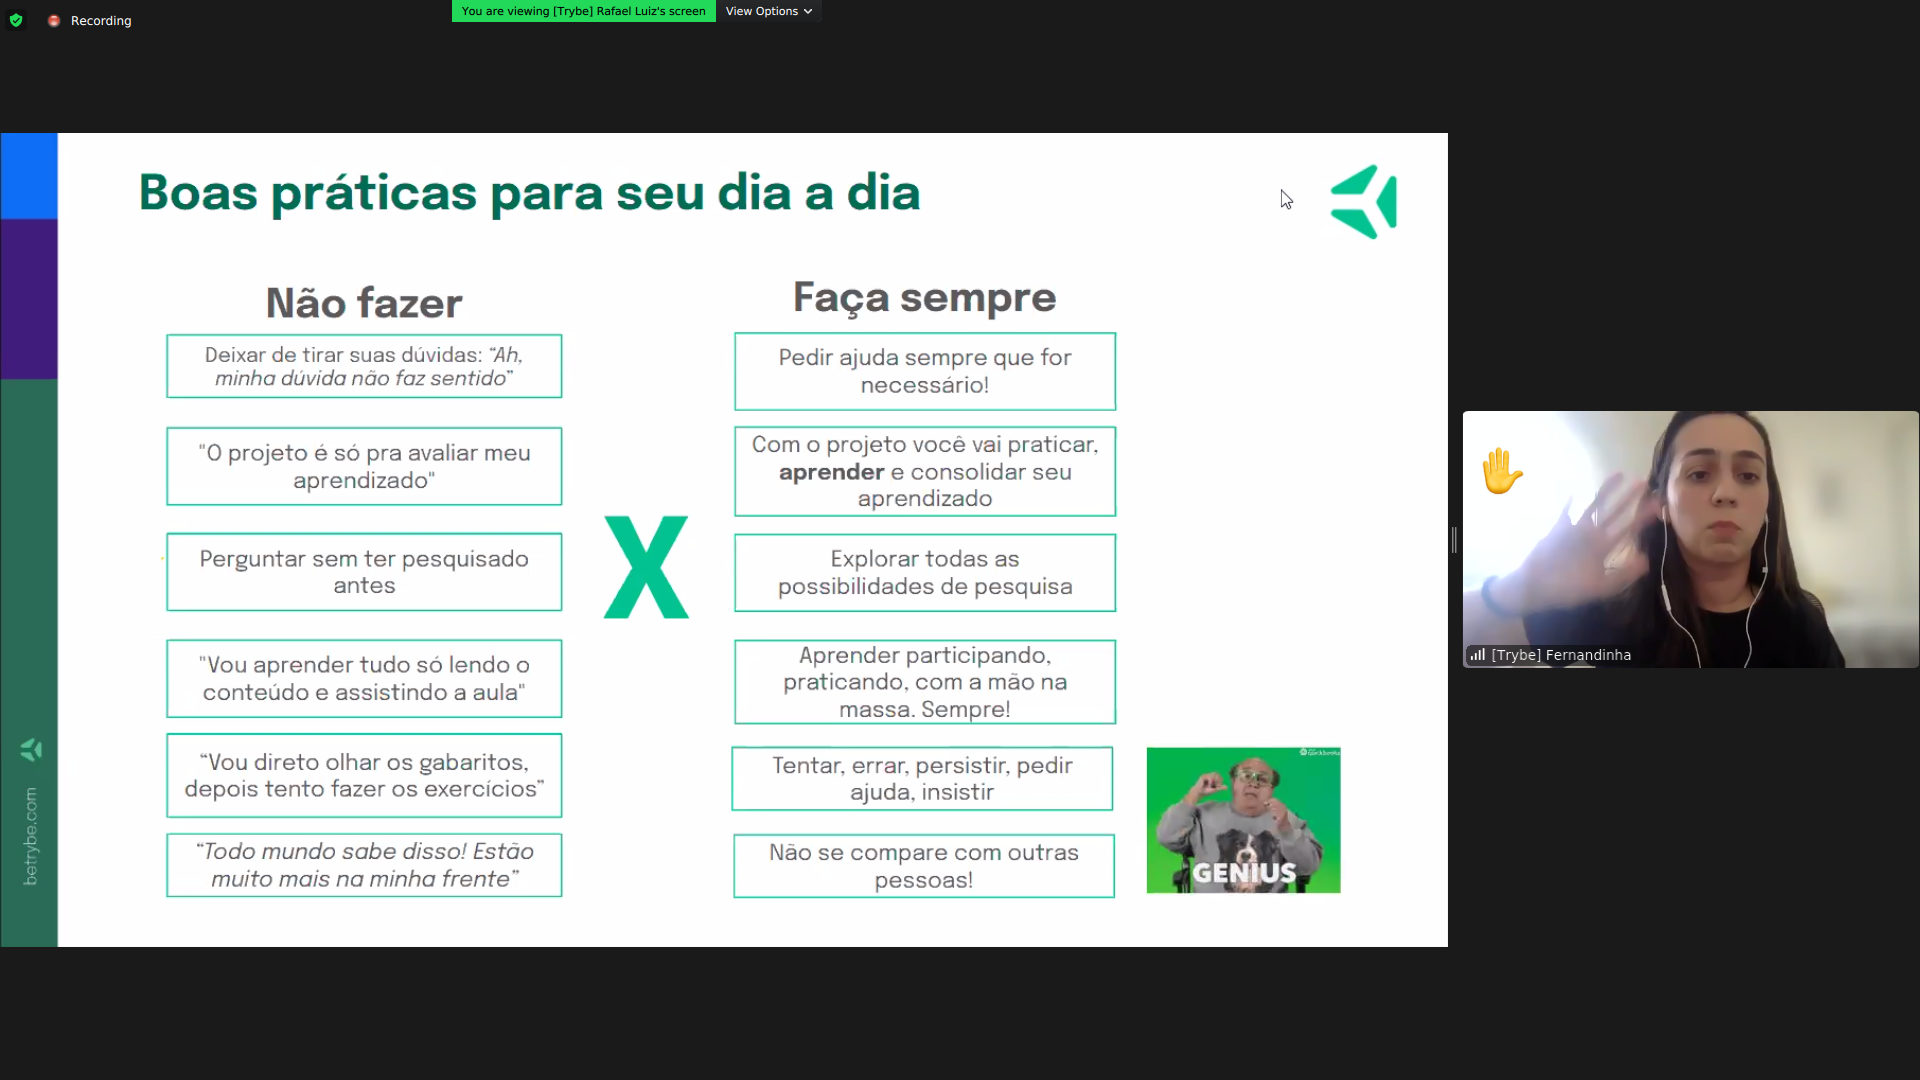 Recording
You are viewing [Trybe] Rafael Luiz's screen
View Options
Boas práticas para seu dia a dia
Não fazer
Deixar de tirar suas dúvidas: “Ah,
minha dúvida não faz sentido”
"O projeto é só pra avaliar meu
aprendizado"
Perguntar sem ter pesquisado
antes
"Vou aprender tudo só lendo o
conteúdo e assistindo a aula"
“Vou direto olhar os gabaritos,
depois tento fazer os exercícios”
“Todo mundo sabe disso! Estão
muito mais na minha frente”
X
Faça sempre
Pedir ajuda sempre que for
necessário!
Com o projeto você vai praticar,
aprender e consolidar seu
aprendizado
Explorar todas as
possibilidades de pesquisa
Aprender participando,
praticando, com a mão na
massa. Sempre!
Tentar, errar, persistir, pedir
ajuda, insistir
Não se compare com outras
pessoas!
GENIUS
betrybe.com
[Trybe] Fernandinha